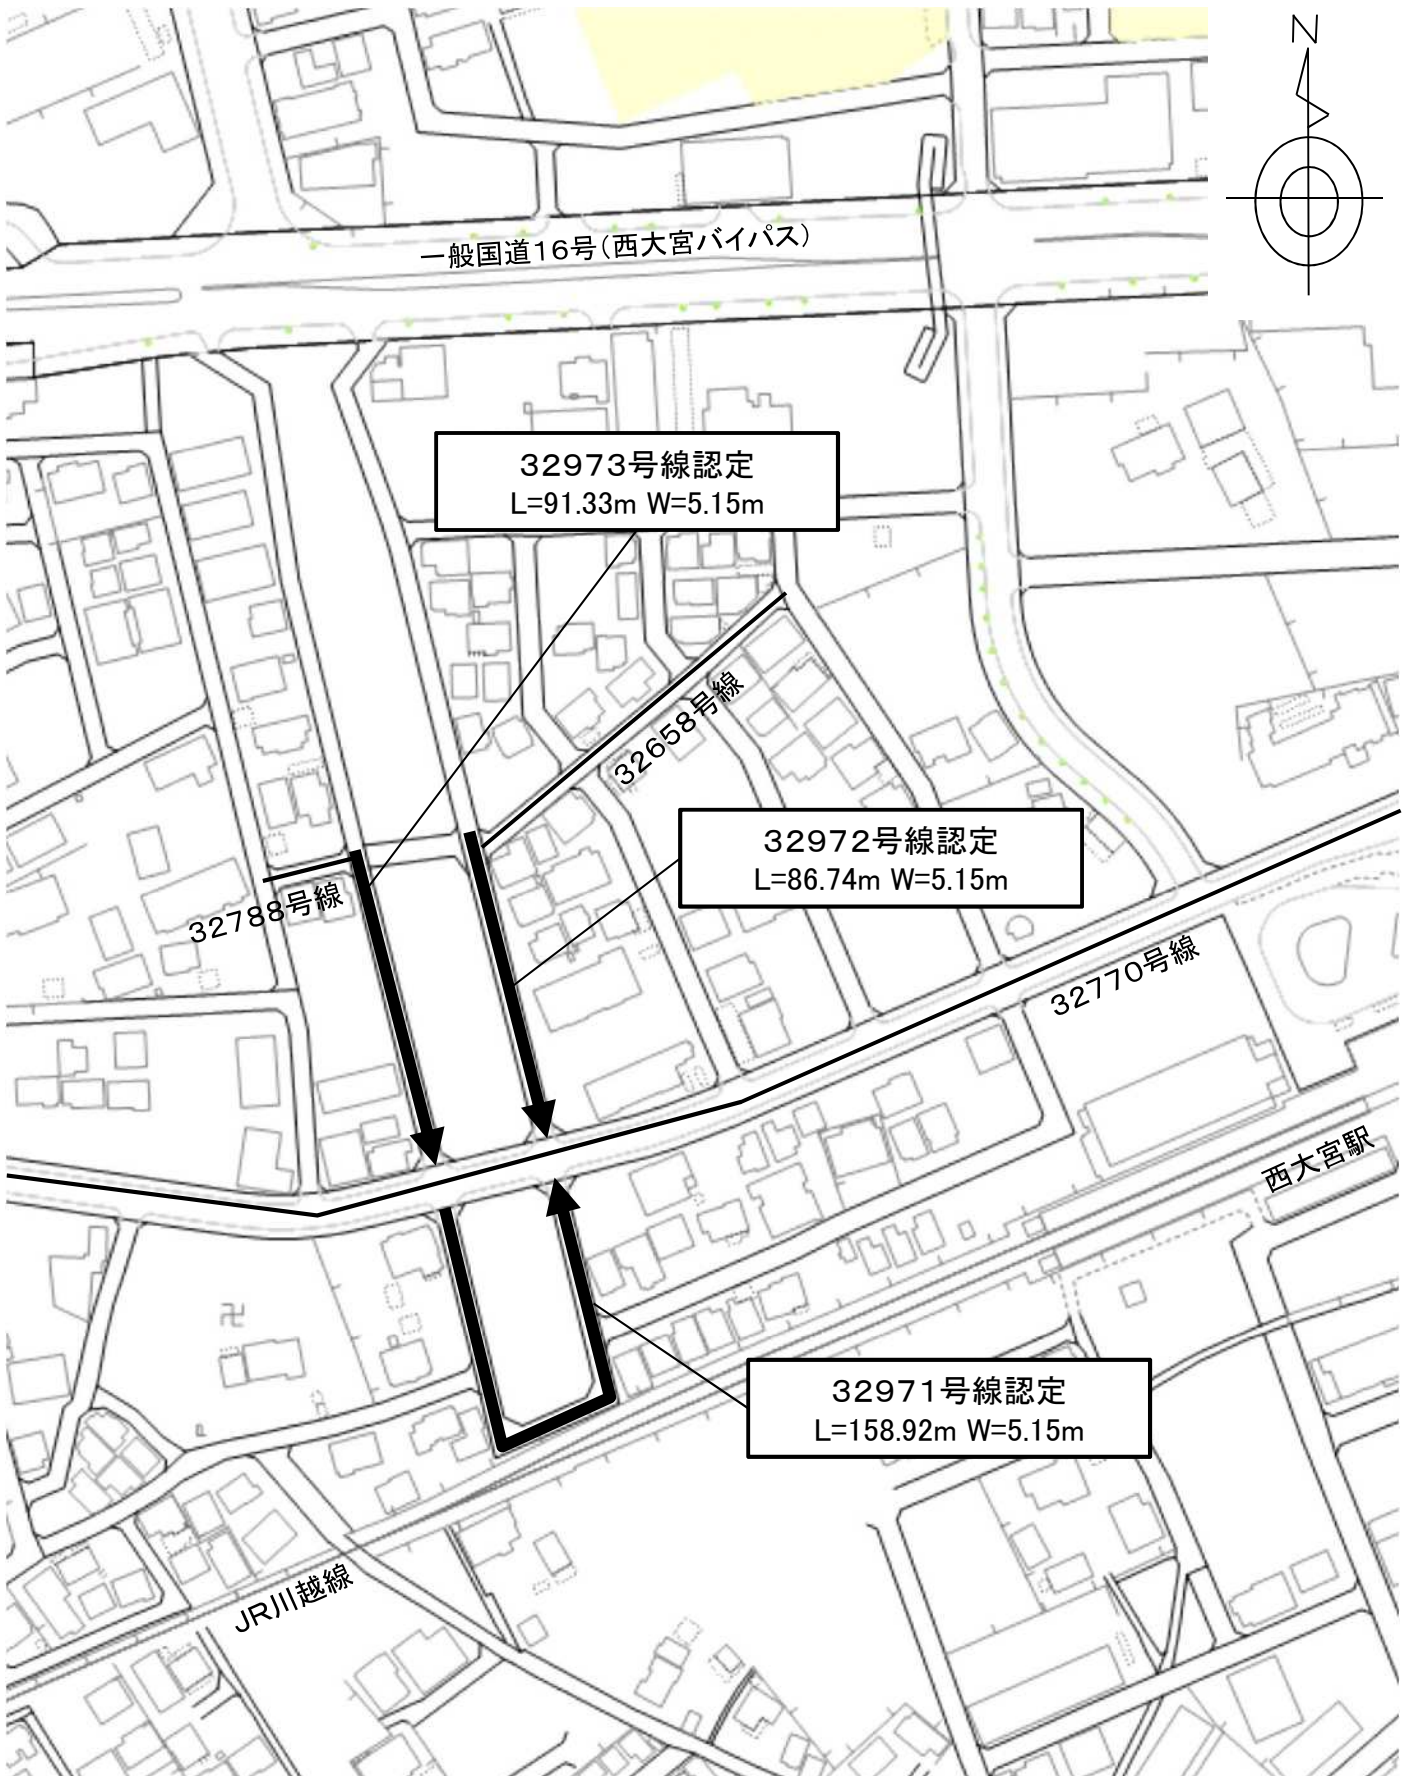 N
一般国道16号(西大宮バイパス)
32973号線認定
L=91.33m W=5.15m
32658号線
32972号線認定
L=86.74m W=5.15m
32788号線
32770号線
西大宮駅
卍
32971号線認定
L=158.92m W=5.15m
JR川越線